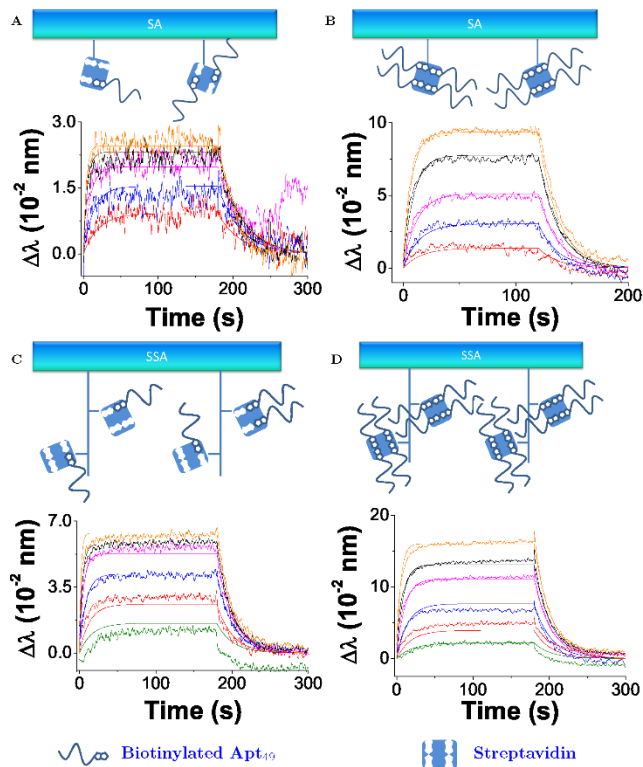 A
SA
B
SA
3.0
1.5
0.0
Δλ (10⁻² nm)
0 100 200 300
Time (s)
10
5
0
Δλ (10⁻² nm)
0 100 200
Time (s)
C
SSA
D
SSA
7.0
3.5
0.0
Δλ (10⁻² nm)
0 100 200 300
Time (s)
20
10
0
Δλ (10⁻² nm)
0 100 200 300
Time (s)
Biotinylated Apt₄₉
Streptavidin